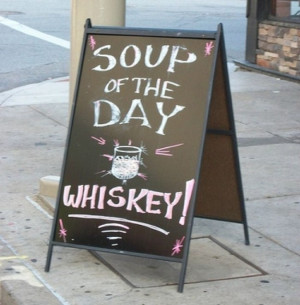 SOUP
OF THE
DAY
WHISKEY!